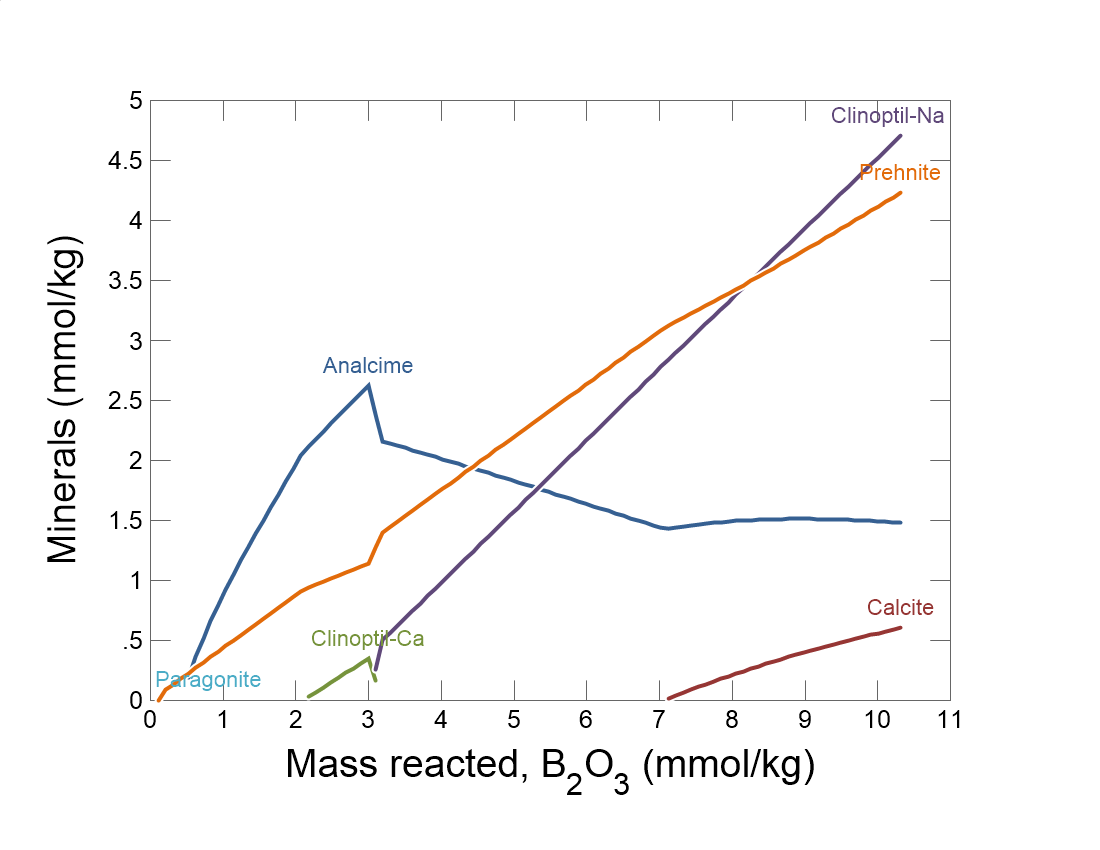 5
4.5
4
3.5
3
2.5
2
1.5
1
.5
0
Minerals (mmol/kg)
Clinoptil-Na
Prehnite
Analcime
Clinoptil-Ca
Calcite
Paragonite
0 1 2 3 4 5 6 7 8 9 10 11
Mass reacted, B₂O₃ (mmol/kg)